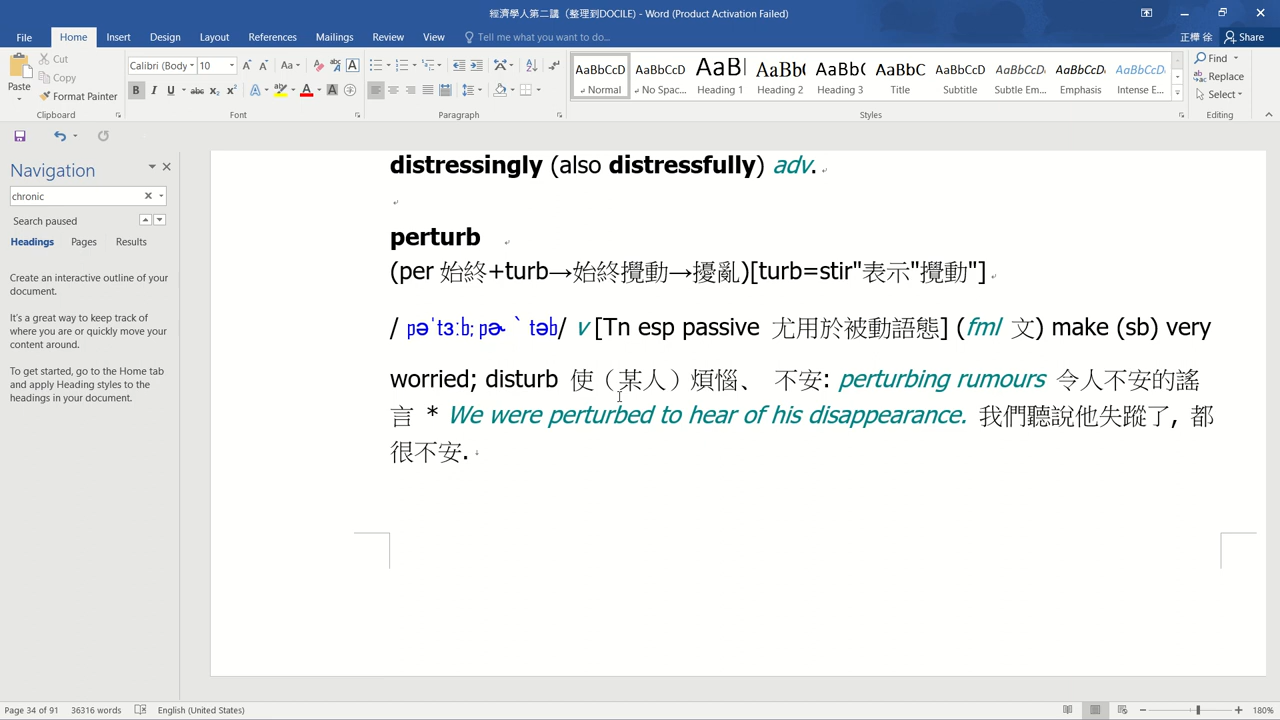 經濟學人第二講（整理到DOCILE) - Word (Product Activation Failed)
File Home Insert Design Layout References Mailings Review View Tell me what you want to do... 正樺 徐 Share
Paste Cut Copy Format Painter
Calibri (Body 10
AaBbCcD AaBbCcD AaBl AaBbC AaBbC AaBbC AaBbCcD AaBbCcD AaBbCcD AaBbCcD
Normal No Spac... Heading 1 Heading 2 Heading 3 Title Subtitle Subtle Em... Emphasis Intense E...
Find Replace Select
Clipboard Font Paragraph Styles Editing
Navigation
chronic
Search paused
Headings Pages Results
Create an interactive outline of your
document.
It's a great way to keep track of
where you are or quickly move your
content around.
To get started, go to the Home tab
and apply Heading styles to the
headings in your document.
distressingly (also distressfully) adv.
perturb
(per 始終+turb→始終攪動→擾亂)[turb=stir"表示"攪動"]
/ pəˈtɜːb; pɚˋtəb/ v [Tn esp passive 尤用於被動語態] (fml 文) make (sb) very
worried; disturb 使（某人）煩惱、 不安: perturbing rumours 令人不安的謠
言 * We were perturbed to hear of his disappearance. 我們聽說他失蹤了, 都
很不安.
Page 34 of 91 36316 words English (United States) 180%